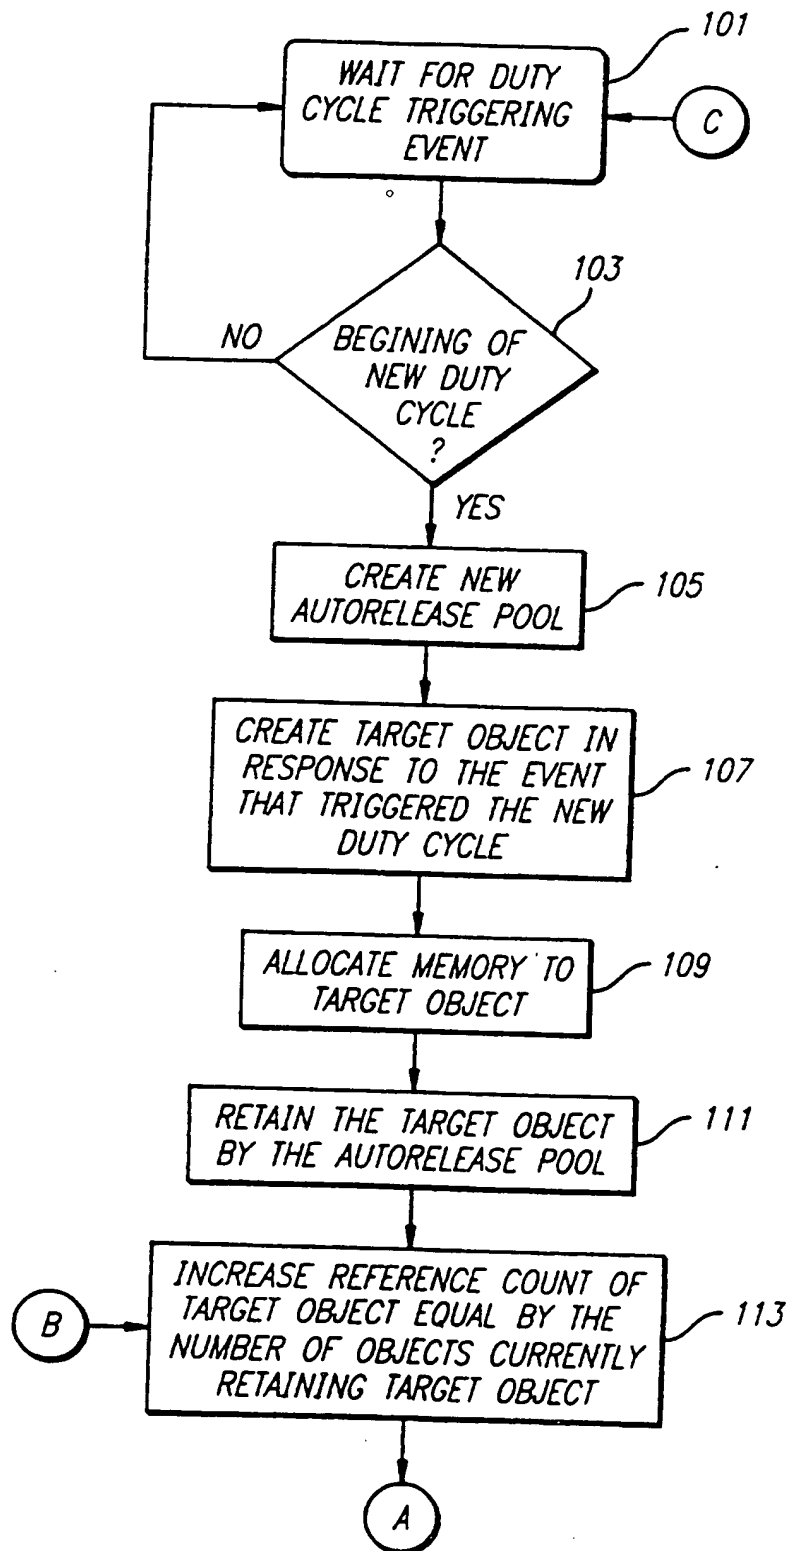 101
WAIT FOR DUTY
CYCLE TRIGGERING
EVENT
C
103
NO
BEGINING OF
NEW DUTY
CYCLE
?
YES
CREATE NEW
AUTORELEASE POOL
105
CREATE TARGET OBJECT IN
RESPONSE TO THE EVENT
THAT TRIGGERED THE NEW
DUTY CYCLE
107
ALLOCATE MEMORY TO
TARGET OBJECT
109
RETAIN THE TARGET OBJECT
BY THE AUTORELEASE POOL
111
B
INCREASE REFERENCE COUNT OF
TARGET OBJECT EQUAL BY THE
NUMBER OF OBJECTS CURRENTLY
RETAINING TARGET OBJECT
113
A